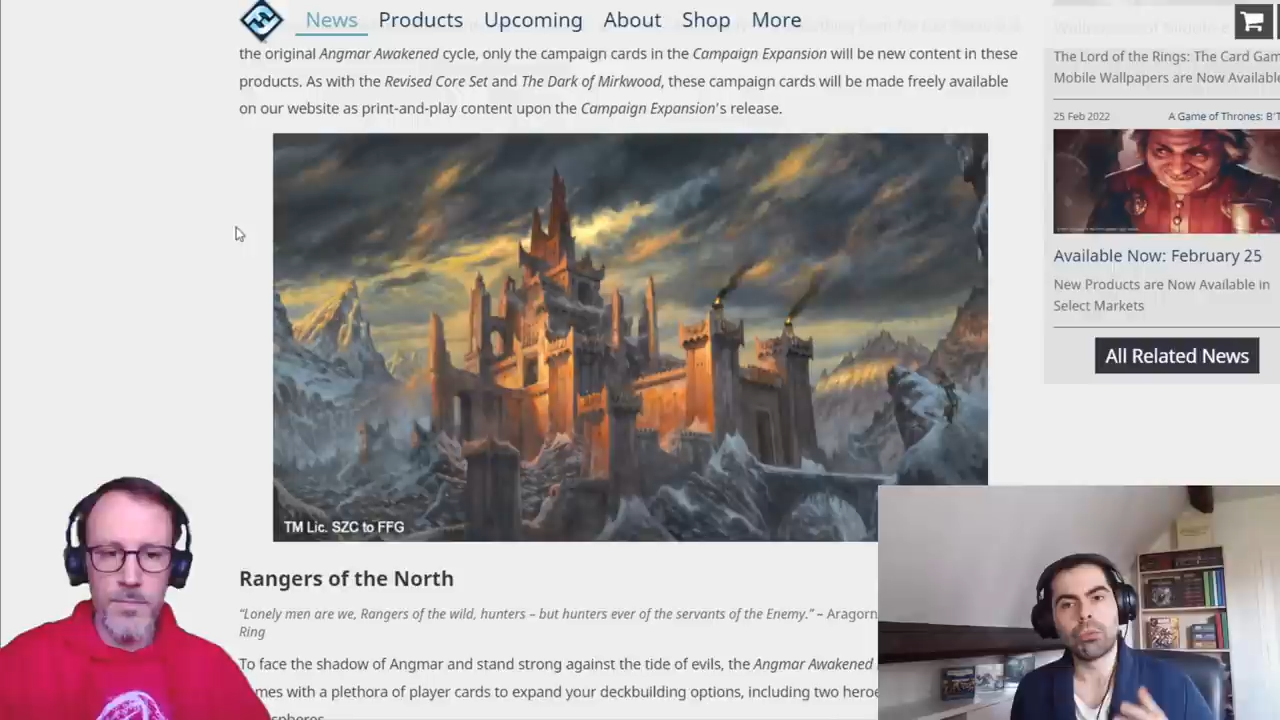 News Products Upcoming About Shop More
the original Angmar Awakened cycle, only the campaign cards in the Campaign Expansion will be new content in these
products. As with the Revised Core Set and The Dark of Mirkwood, these campaign cards will be made freely available
on our website as print-and-play content upon the Campaign Expansion's release.
TM Lic. SZC to FFG
Rangers of the North
“Lonely men are we, Rangers of the wild, hunters – but hunters ever of the servants of the Enemy.” – Aragorn,
Ring
To face the shadow of Angmar and stand strong against the tide of evils, the Angmar Awakened
mes with a plethora of player cards to expand your deckbuilding options, including two heroe
spheres
The Lord of the Rings: The Card Gam
Mobile Wallpapers are Now Available
25 Feb 2022 A Game of Thrones: B'T
Available Now: February 25
New Products are Now Available in
Select Markets
All Related News